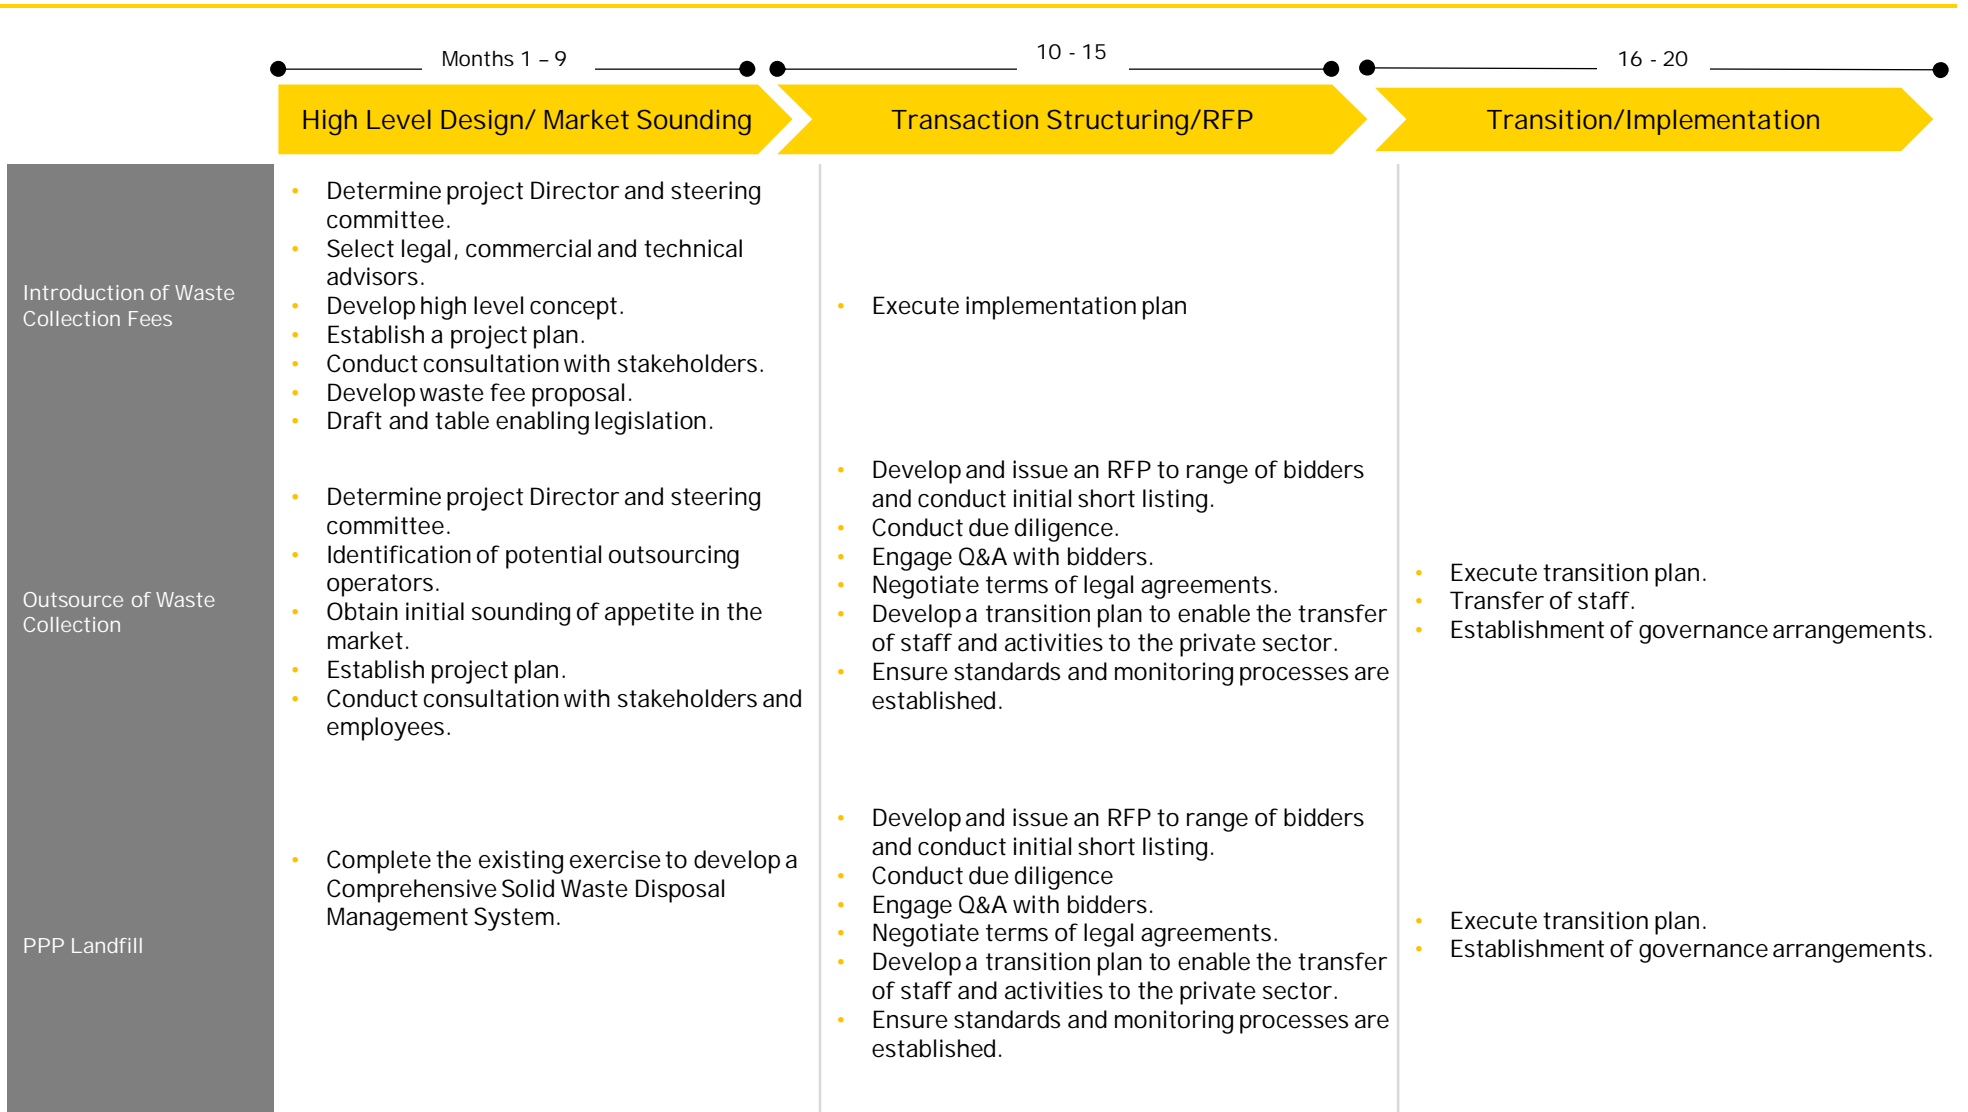 Months 1 – 9
10 - 15
16 - 20
High Level Design/ Market Sounding
Transaction Structuring/RFP
Transition/Implementation
Introduction of Waste
Collection Fees
• Determine project Director and steering
committee.
• Select legal, commercial and technical
advisors.
• Develop high level concept.
• Establish a project plan.
• Conduct consultation with stakeholders.
• Develop waste fee proposal.
• Draft and table enabling legislation.
• Execute implementation plan
Outsource of Waste
Collection
• Determine project Director and steering
committee.
• Identification of potential outsourcing
operators.
• Obtain initial sounding of appetite in the
market.
• Establish project plan.
• Conduct consultation with stakeholders and
employees.
• Develop and issue an RFP to range of bidders
and conduct initial short listing.
• Conduct due diligence.
• Engage Q&A with bidders.
• Negotiate terms of legal agreements.
• Develop a transition plan to enable the transfer
of staff and activities to the private sector.
• Ensure standards and monitoring processes are
established.
• Execute transition plan.
• Transfer of staff.
• Establishment of governance arrangements.
PPP Landfill
• Complete the existing exercise to develop a
Comprehensive Solid Waste Disposal
Management System.
• Develop and issue an RFP to range of bidders
and conduct initial short listing.
• Conduct due diligence
• Engage Q&A with bidders.
• Negotiate terms of legal agreements.
• Develop a transition plan to enable the transfer
of staff and activities to the private sector.
• Ensure standards and monitoring processes are
established.
• Execute transition plan.
• Establishment of governance arrangements.